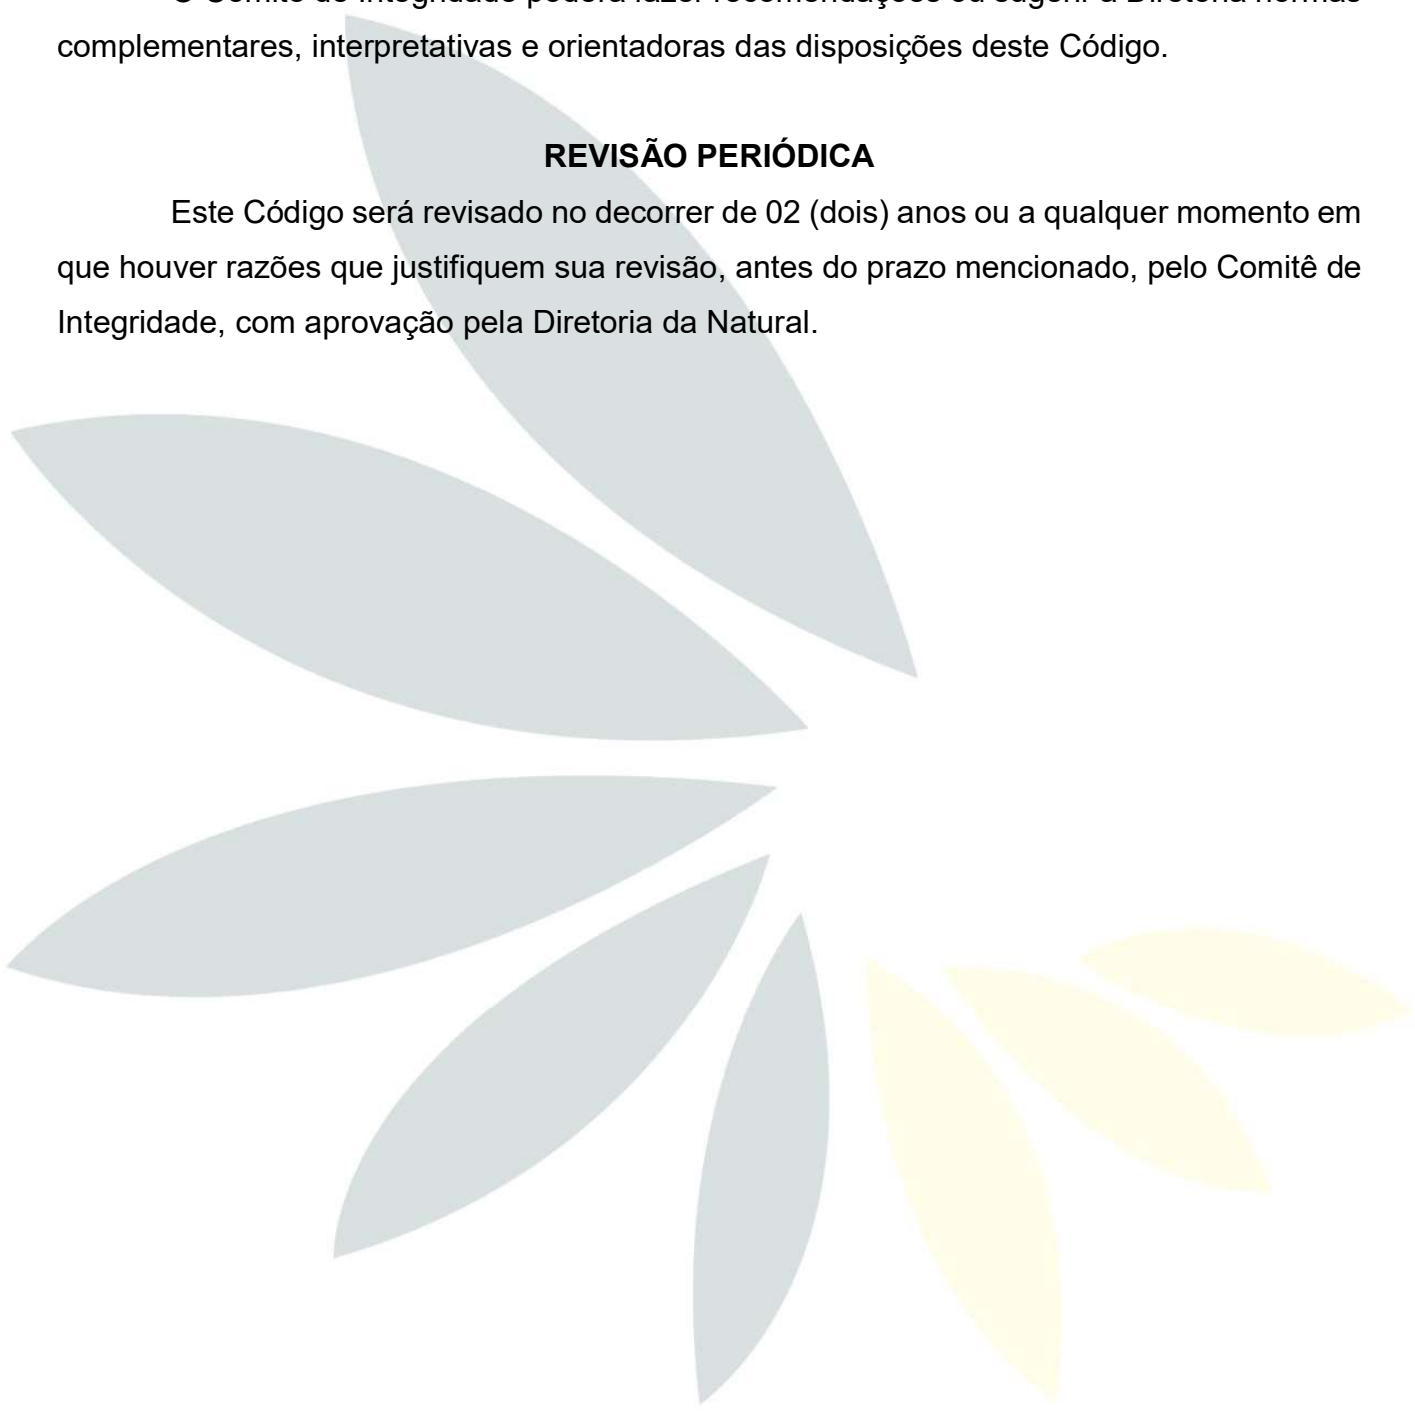 O Comitê de Integridade poderá fazer recomendações ou sugerir à Diretoria normas
complementares, interpretativas e orientadoras das disposições deste Código.
REVISÃO PERIÓDICA
Este Código será revisado no decorrer de 02 (dois) anos ou a qualquer momento em
que houver razões que justifiquem sua revisão, antes do prazo mencionado, pelo Comitê de
Integridade, com aprovação pela Diretoria da Natural.